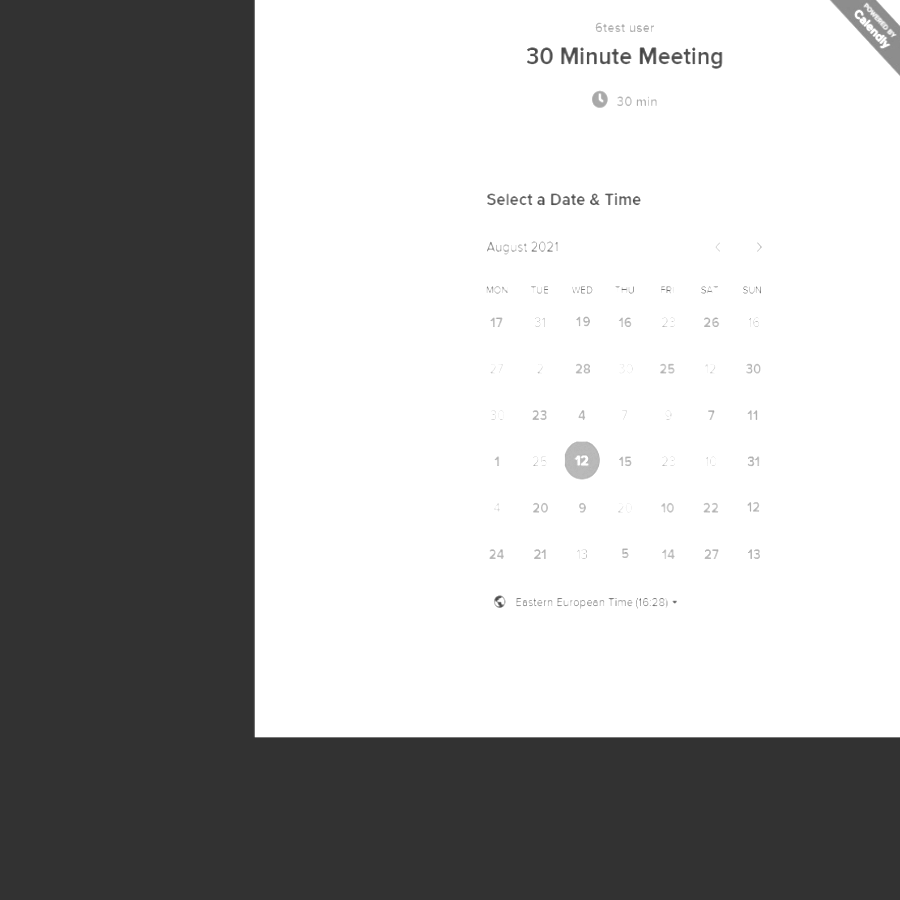 6test user
POWERED BY
Calendly
30 Minute Meeting
30 min
Select a Date & Time
August 2021
MON TUE WED THU FRI SAT SUN
17 31 19 16 23 26 16
27 2 28 30 25 12 30
30 23 4 7 9 7 11
1 25 12 15 23 10 31
4 20 9 20 10 22 12
24 21 13 5 14 27 13
Eastern European Time (16:28)